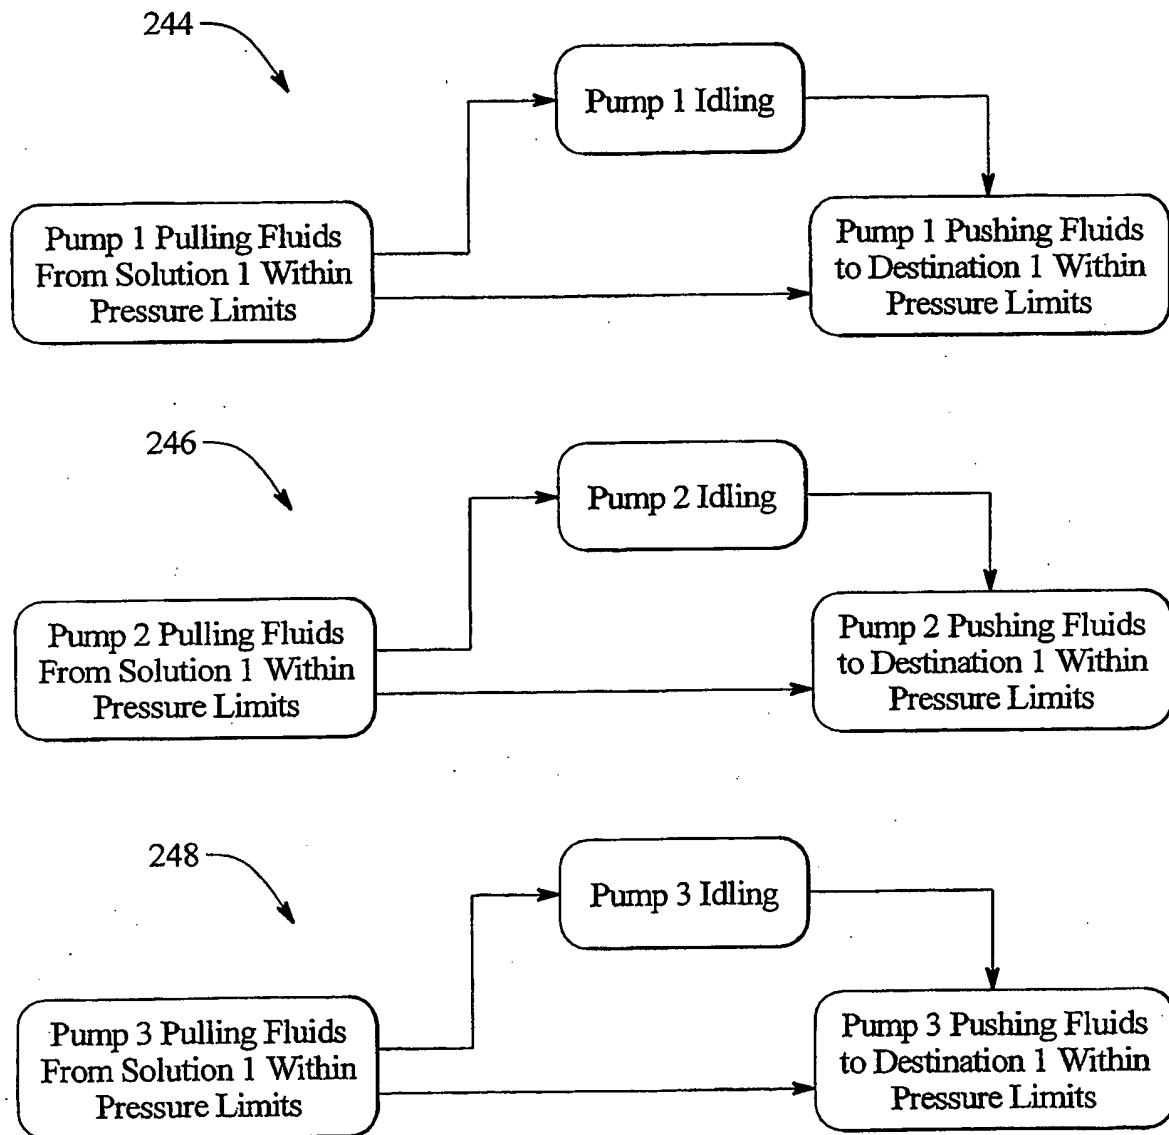 244
Pump 1 Idling
Pump 1 Pulling Fluids
From Solution 1 Within
Pressure Limits
Pump 1 Pushing Fluids
to Destination 1 Within
Pressure Limits
246
Pump 2 Idling
Pump 2 Pulling Fluids
From Solution 1 Within
Pressure Limits
Pump 2 Pushing Fluids
to Destination 1 Within
Pressure Limits
248
Pump 3 Idling
Pump 3 Pulling Fluids
From Solution 1 Within
Pressure Limits
Pump 3 Pushing Fluids
to Destination 1 Within
Pressure Limits